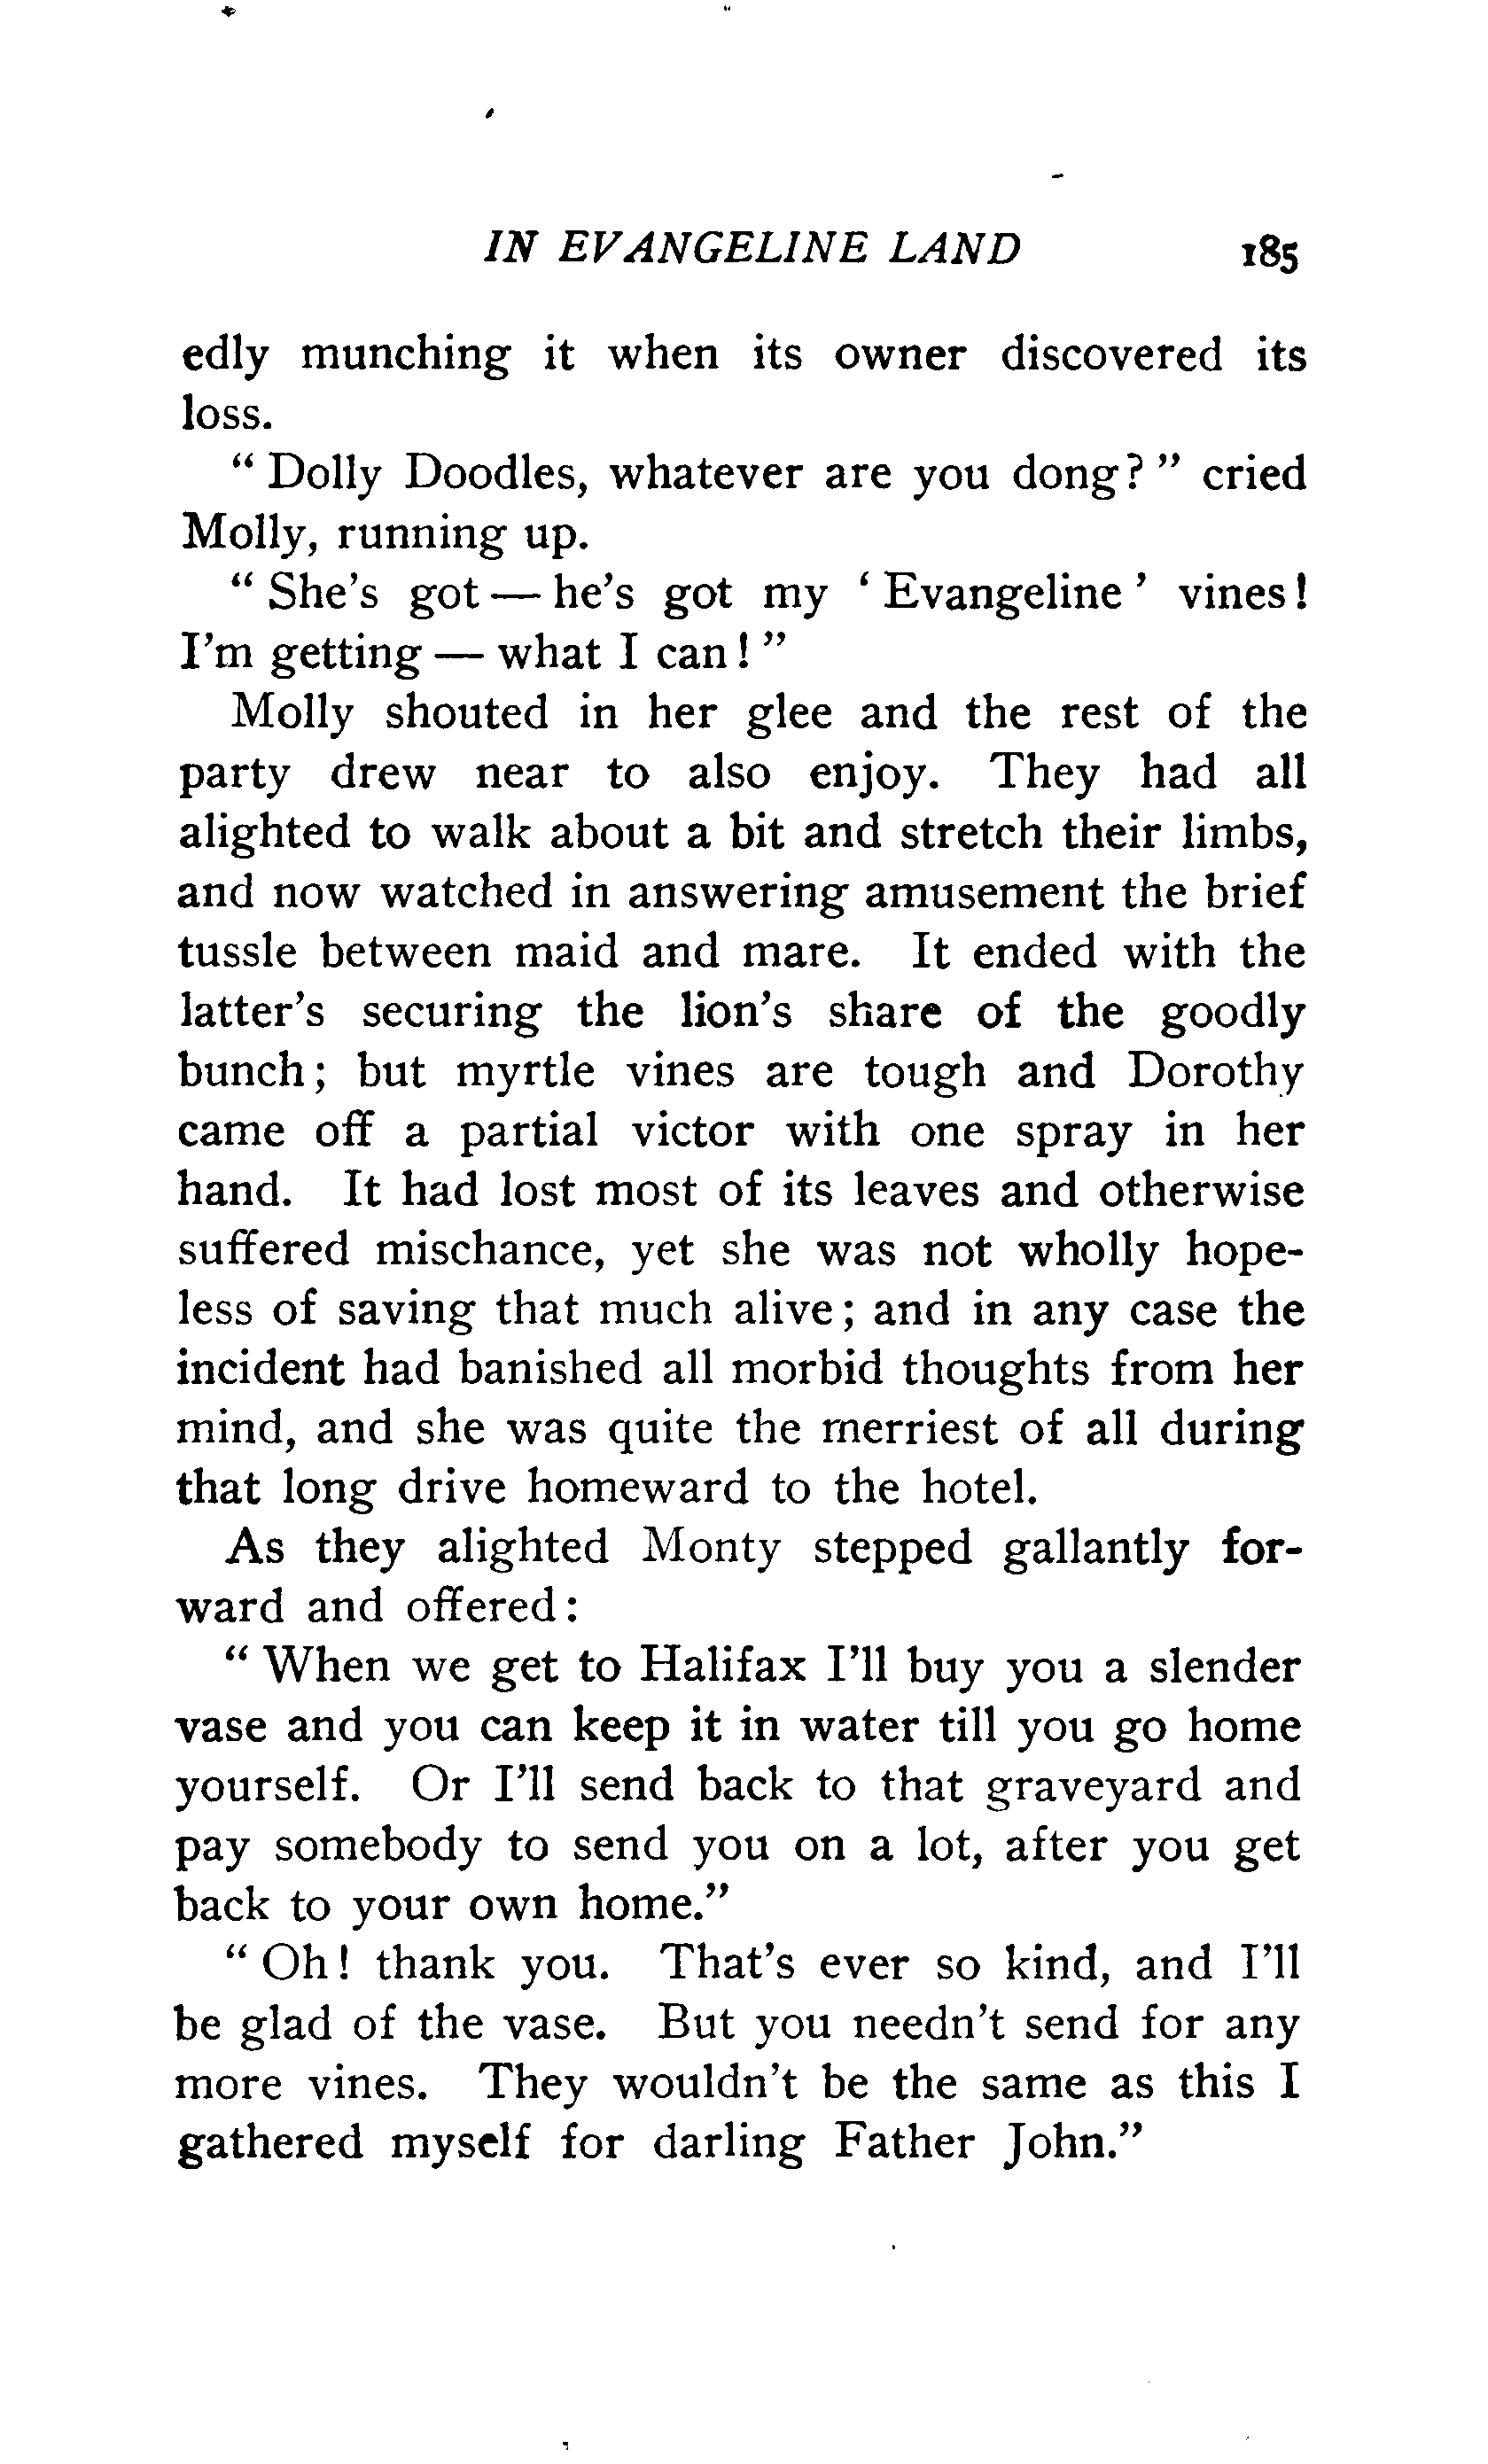 IN EVANGELINE LAND 185
edly munching it when its owner discovered its
loss.
" Dolly Doodles, whatever are you dong? " cried
Molly, running up.
" She's got — he's got my ' Evangeline ' vines!
I'm getting — what I can! "
Molly shouted in her glee and the rest of the
party drew near to also enjoy. They had all
alighted to walk about a bit and stretch their limbs,
and now watched in answering amusement the brief
tussle between maid and mare. It ended with the
latter's securing the lion's share of the goodly
bunch; but myrtle vines are tough and Dorothy
came off a partial victor with one spray in her
hand. It had lost most of its leaves and otherwise
suffered mischance, yet she was not wholly hope-
less of saving that much alive; and in any case the
incident had banished all morbid thoughts from her
mind, and she was quite the merriest of all during
that long drive homeward to the hotel.
As they alighted Monty stepped gallantly for-
ward and offered:
" When we get to Halifax I'll buy you a slender
vase and you can keep it in water till you go home
yourself. Or I'll send back to that graveyard and
pay somebody to send you on a lot, after you get
back to your own home."
" Oh! thank you. That's ever so kind, and I'll
be glad of the vase. But you needn't send for any
more vines. They wouldn't be the same as this I
gathered myself for darling Father John."